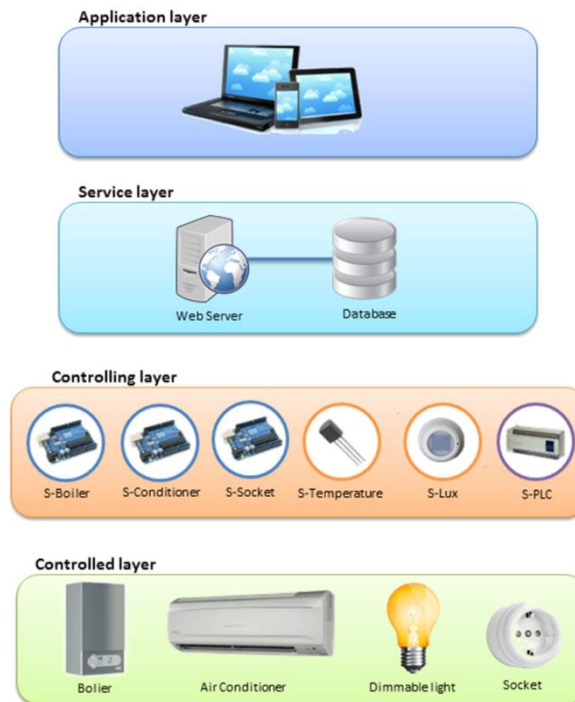 Application layer
Service layer
Web Server Database
Controlling layer
S-Boiler S-Conditioner S-Socket S-Temperature S-Lux S-PLC
Controlled layer
Bolier Air Conditioner Dimmable light Socket